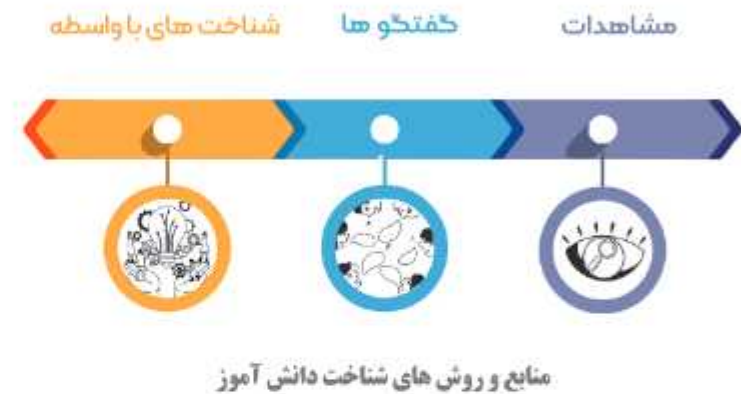 مشاهدات
گفتگو ها
شناخت های با واسطه
منابع و روش های شناخت دانش آموز